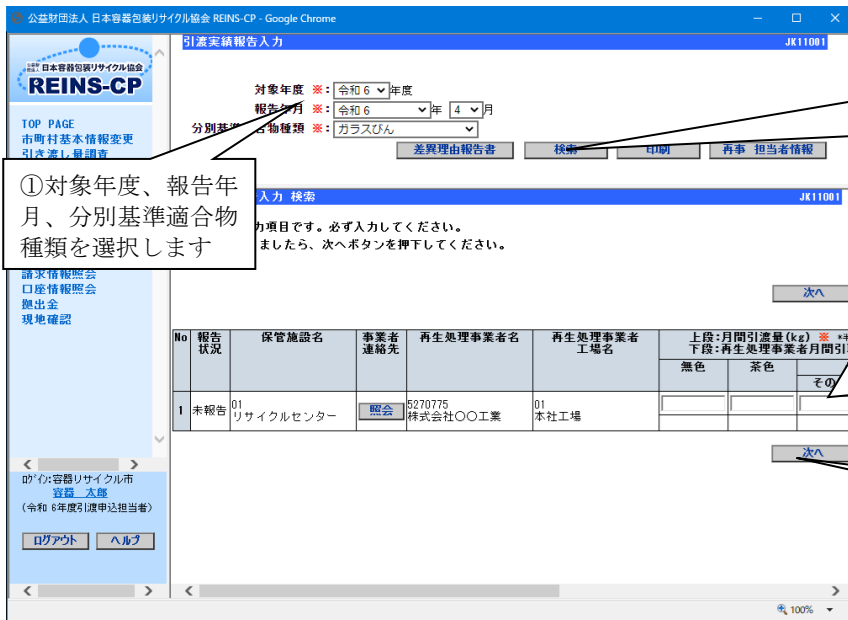 公益財団法人 日本容器包装リサイクル協会 REINS-CP - Google Chrome
公益財団法人 日本容器包装リサイクル協会
REINS-CP
TOP PAGE
市町村基本情報変更
引き渡し量調査
請求情報照会
口座情報照会
拠出金
現地確認
ログイン:容器リサイクル市
容器 太郎
(令和 6年度引渡申込担当者)
ログアウト ヘルプ
引渡実績報告入力 JK11001
対象年度 ※: 令和 6 年度
報告年月 ※: 令和 6 年 4 月
分別基準適合物種類 ※: ガラスびん
差異理由報告書 検索 印刷 再事 担当者情報
①対象年度、報告年
月、分別基準適合物
種類を選択します
入力 検索 JK11001
力項目です。必ず入力してください。
ましたら、次へボタンを押下してください。
次へ
No 報告状況 保管施設名 事業者連絡先 再生処理事業者名 再生処理事業者工場名 上段:月間引渡量(kg) ※
下段:再生処理事業者月間引
無色 茶色
その
1 未報告 01 リサイクルセンター 照会 5270775 株式会社〇〇工業 01 本社工場
次へ
100%